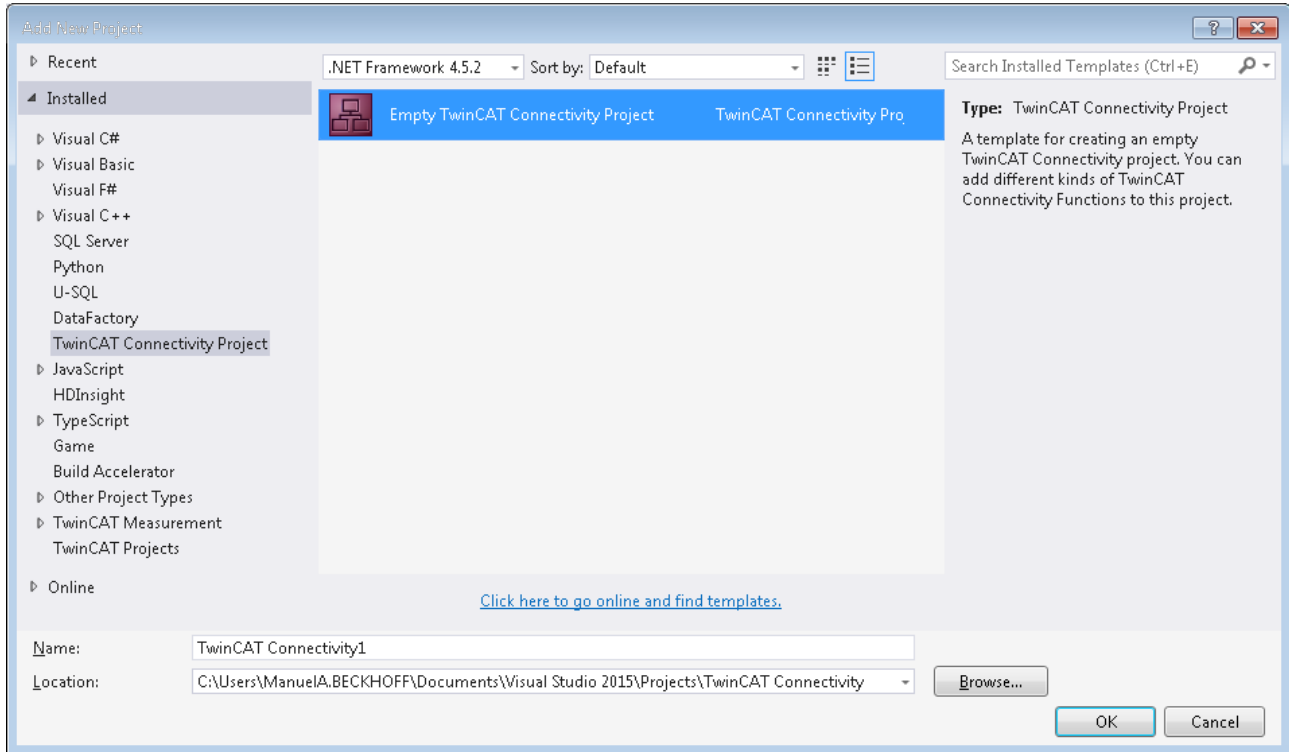 Add New Project
Recent
.NET Framework 4.5.2
Sort by: Default
Search Installed Templates (Ctrl+E)
Installed
Visual C#
Visual Basic
Visual F#
Visual C++
SQL Server
Python
U-SQL
DataFactory
TwinCAT Connectivity Project
JavaScript
HDInsight
TypeScript
Game
Build Accelerator
Other Project Types
TwinCAT Measurement
TwinCAT Projects
Online
Empty TwinCAT Connectivity Project TwinCAT Connectivity Pro
Click here to go online and find templates.
Type: TwinCAT Connectivity Project
A template for creating an empty
TwinCAT Connectivity project. You can
add different kinds of TwinCAT
Connectivity Functions to this project.
Name: TwinCAT Connectivity1
Location: C:\Users\ManuelA.BECKHOFF\Documents\Visual Studio 2015\Projects\TwinCAT Connectivity
Browse...
OK
Cancel